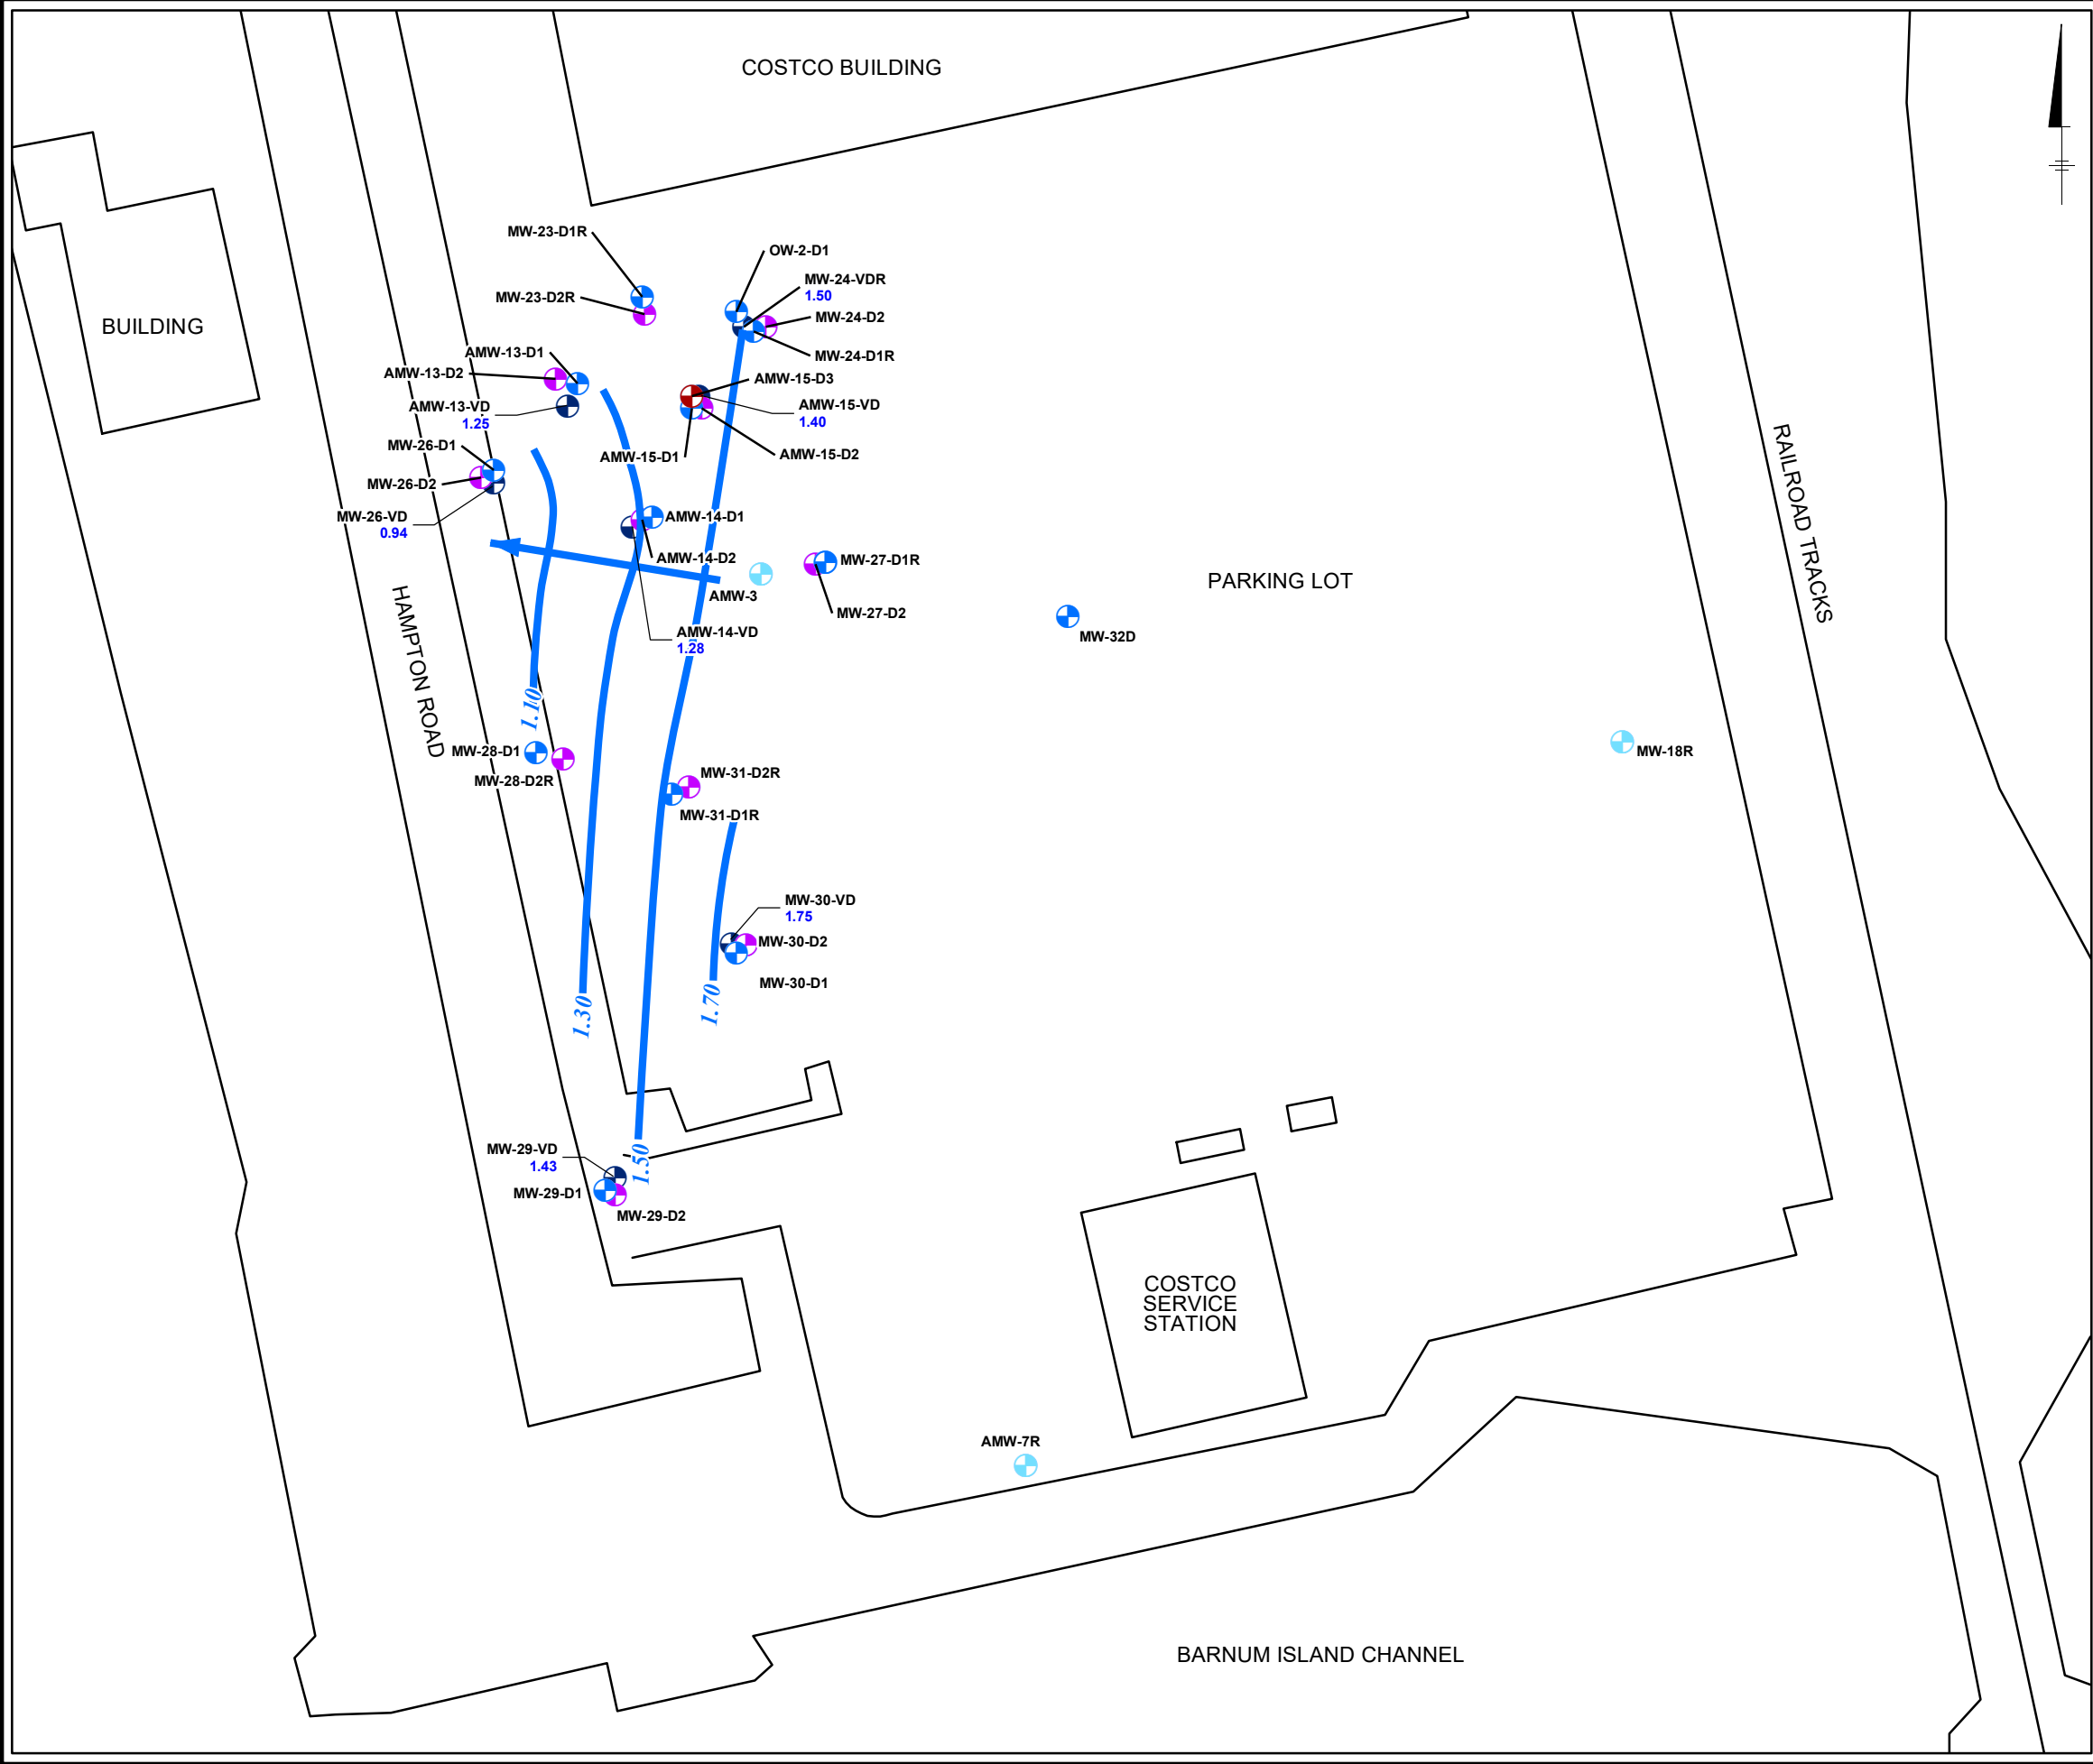 COSTCO BUILDING
MW-23-D1R
OW-2-D1
MW-24-VDR
1.50
MW-23-D2R
MW-24-D2
BUILDING
MW-24-D1R
AMW-13-D1
AMW-13-D2
AMW-15-D3
AMW-13-VD
1.25
AMW-15-VD
1.40
MW-26-D1
AMW-15-D1
AMW-15-D2
MW-26-D2
MW-26-VD
0.94
AMW-14-D1
AMW-14-D2
MW-27-D1R
AMW-3
MW-27-D2
PARKING LOT
RAILROAD TRACKS
HAMPTON ROAD
AMW-14-VD
1.28
MW-32D
1.10
MW-28-D1
MW-28-D2R
MW-31-D2R
MW-31-D1R
MW-18R
MW-30-VD
1.75
MW-30-D2
MW-30-D1
1.30
1.70
MW-29-VD
1.43
1.50
MW-29-D1
MW-29-D2
COSTCO
SERVICE
STATION
AMW-7R
BARNUM ISLAND CHANNEL